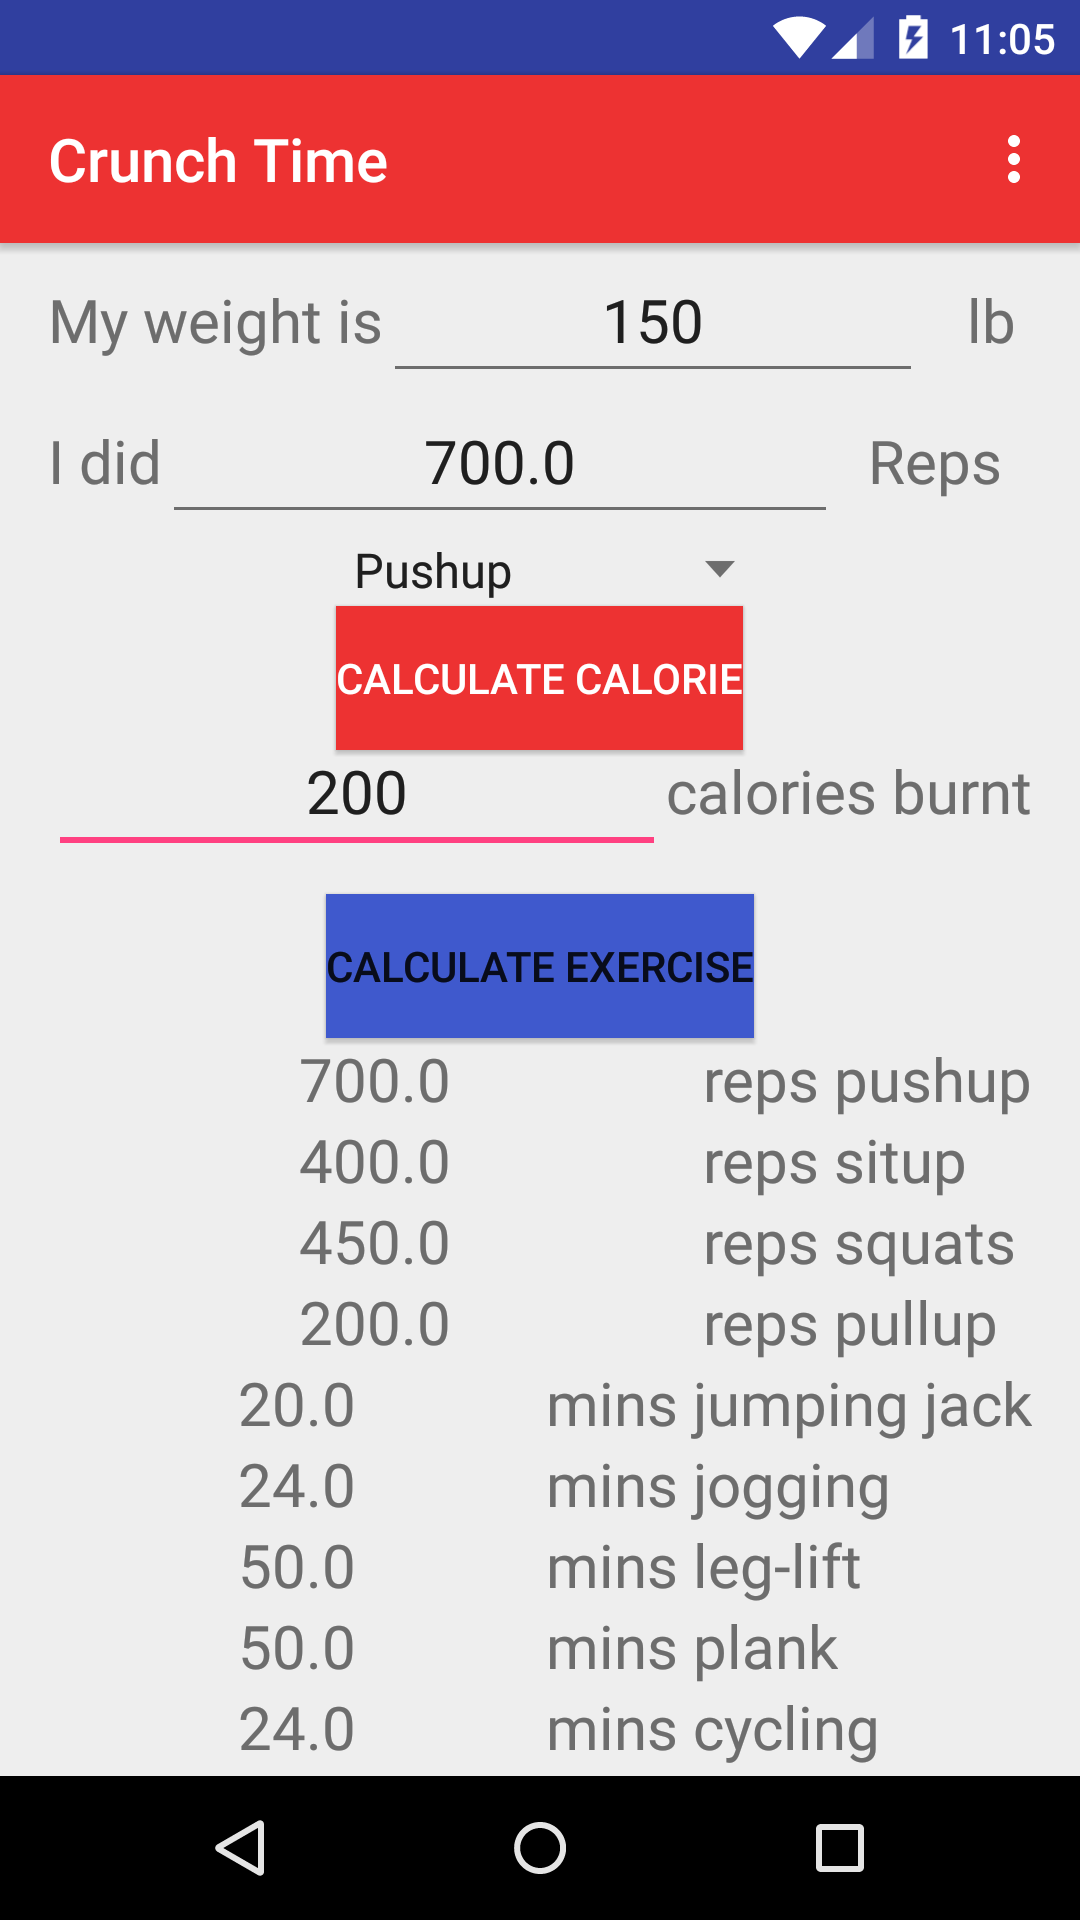 11:05
Crunch Time
My weight is 150 lb
I did 700.0 Reps
Pushup
CALCULATE CALORIE
200 calories burnt
CALCULATE EXERCISE
700.0 reps pushup
400.0 reps situp
450.0 reps squats
200.0 reps pullup
20.0 mins jumping jack
24.0 mins jogging
50.0 mins leg-lift
50.0 mins plank
24.0 mins cycling